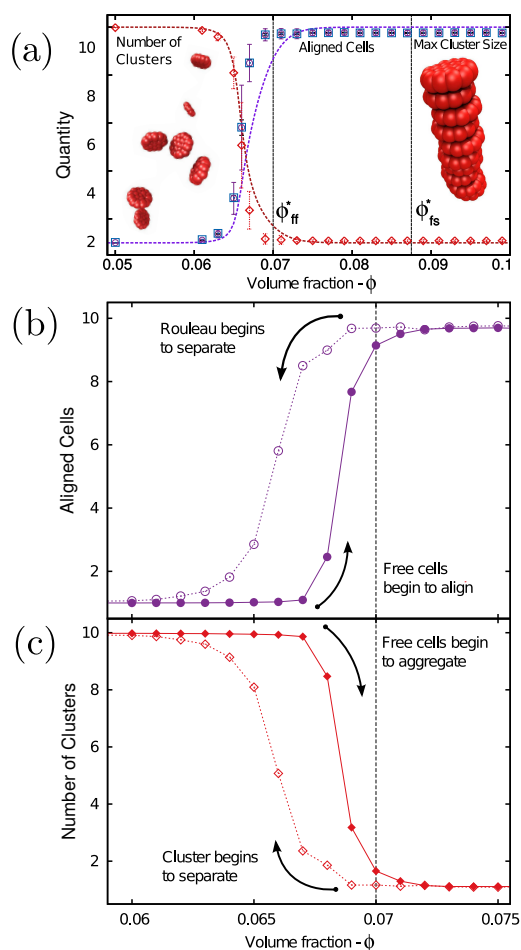 (a)
Number of
Clusters
Aligned Cells
Max Cluster Size
Quantity
10
8
6
4
2
ϕ*ff
ϕ*fs
0.05
0.06
0.07
0.08
0.09
0.1
Volume fraction - ϕ
(b)
Rouleau begins
to separate
Aligned Cells
10
8
6
4
2
Free cells
begin to align
(c)
Free cells begin
to aggregate
Number of Clusters
10
8
6
4
2
Cluster begins
to separate
0.06
0.065
0.07
0.075
Volume fraction - ϕ